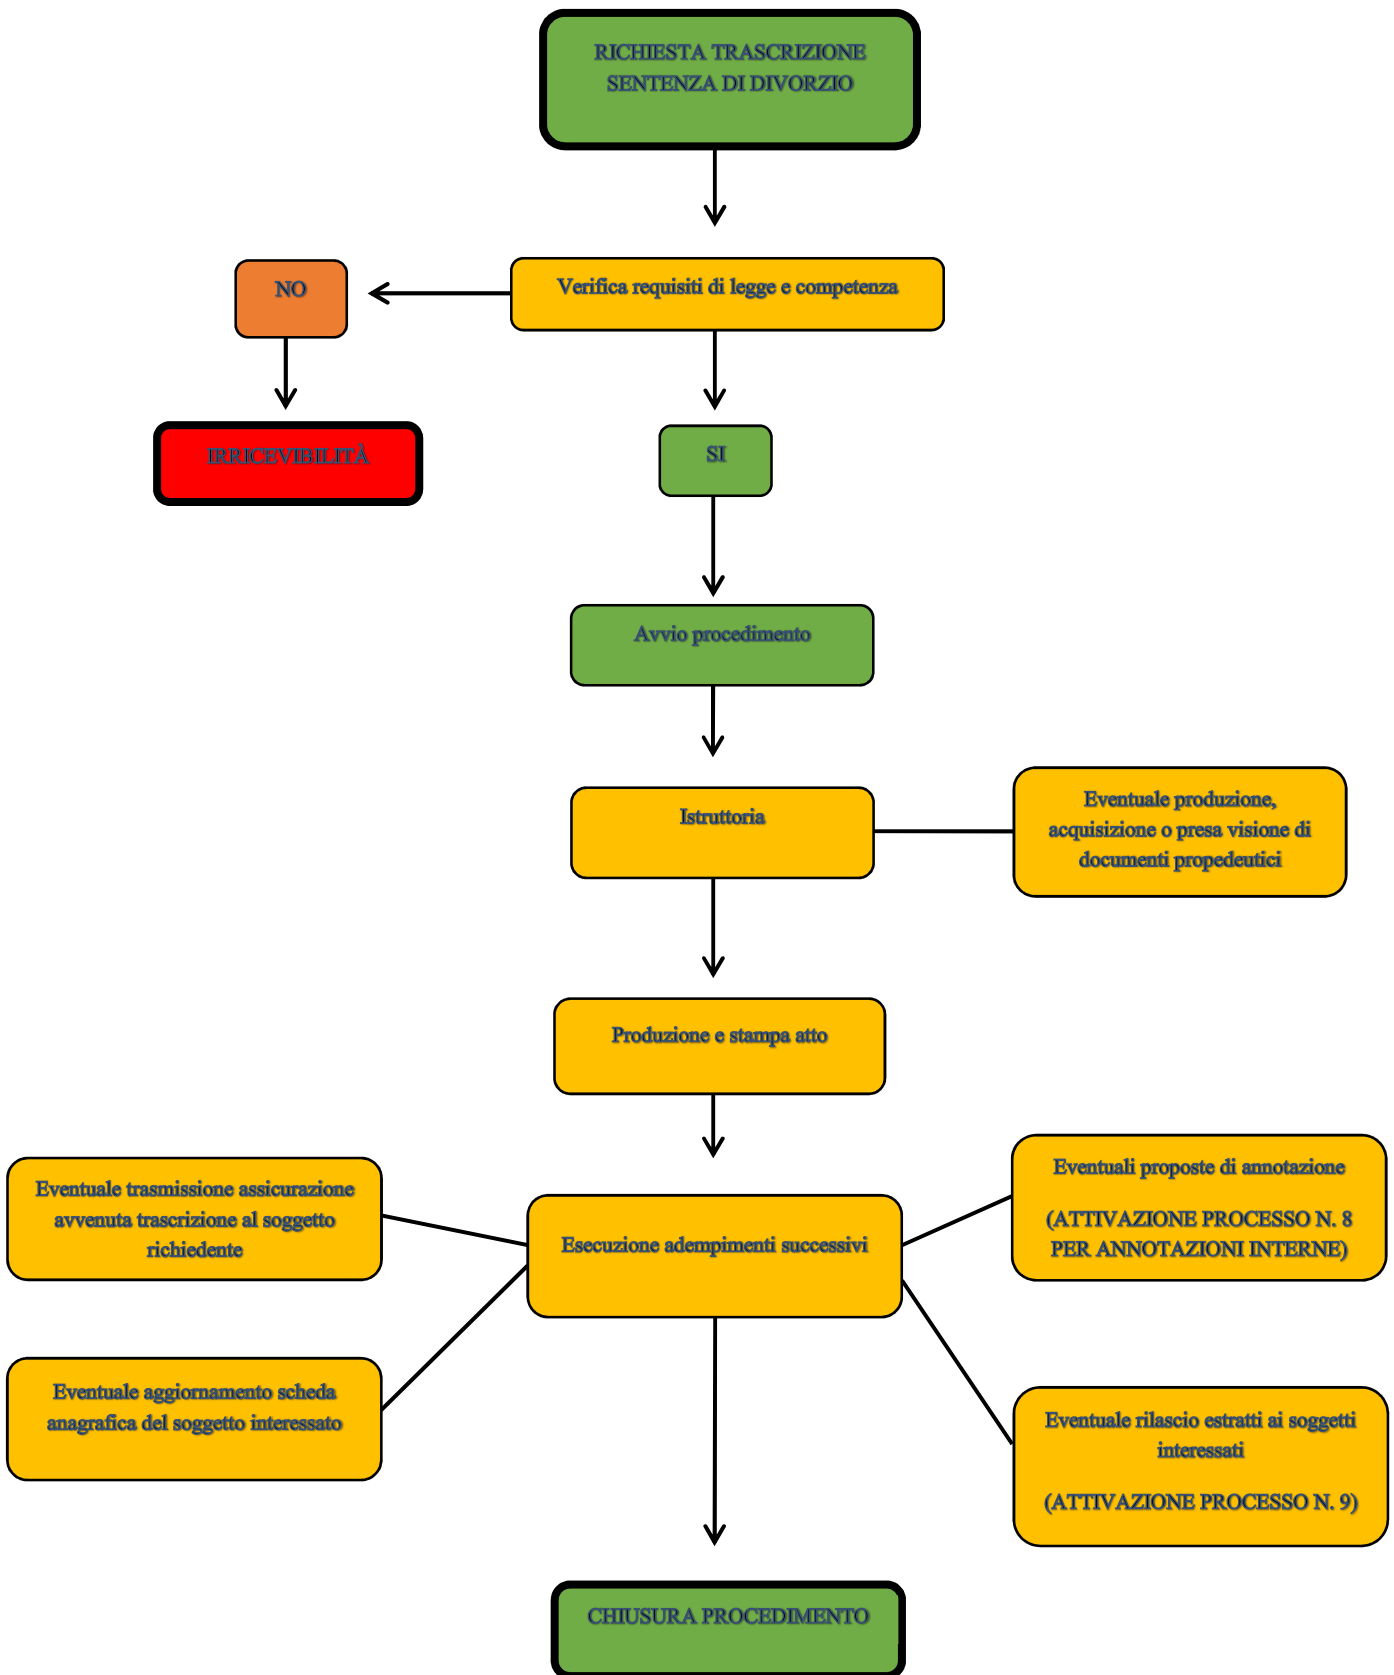 RICHIESTA TRASCRIZIONE
SENTENZA DI DIVORZIO
NO
Verifica requisiti di legge e competenza
IRRICEVIBILITÀ
SI
Avvio procedimento
Istruttoria
Eventuale produzione,
acquisizione o presa visione di
documenti propedeutici
Produzione e stampa atto
Eventuale trasmissione assicurazione
avvenuta trascrizione al soggetto
richiedente
Esecuzione adempimenti successivi
Eventuali proposte di annotazione
(ATTIVAZIONE PROCESSO N. 8
PER ANNOTAZIONI INTERNE)
Eventuale aggiornamento scheda
anagrafica del soggetto interessato
Eventuale rilascio estratti ai soggetti
interessati
(ATTIVAZIONE PROCESSO N. 9)
CHIUSURA PROCEDIMENTO